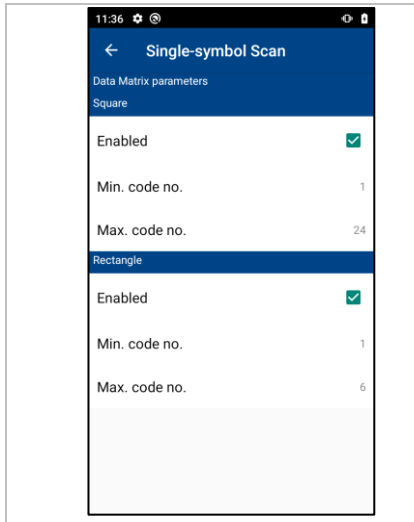 11:36
Single-symbol Scan
Data Matrix parameters
Square
Enabled
Min. code no. 1
Max. code no. 24
Rectangle
Enabled
Min. code no. 1
Max. code no. 6